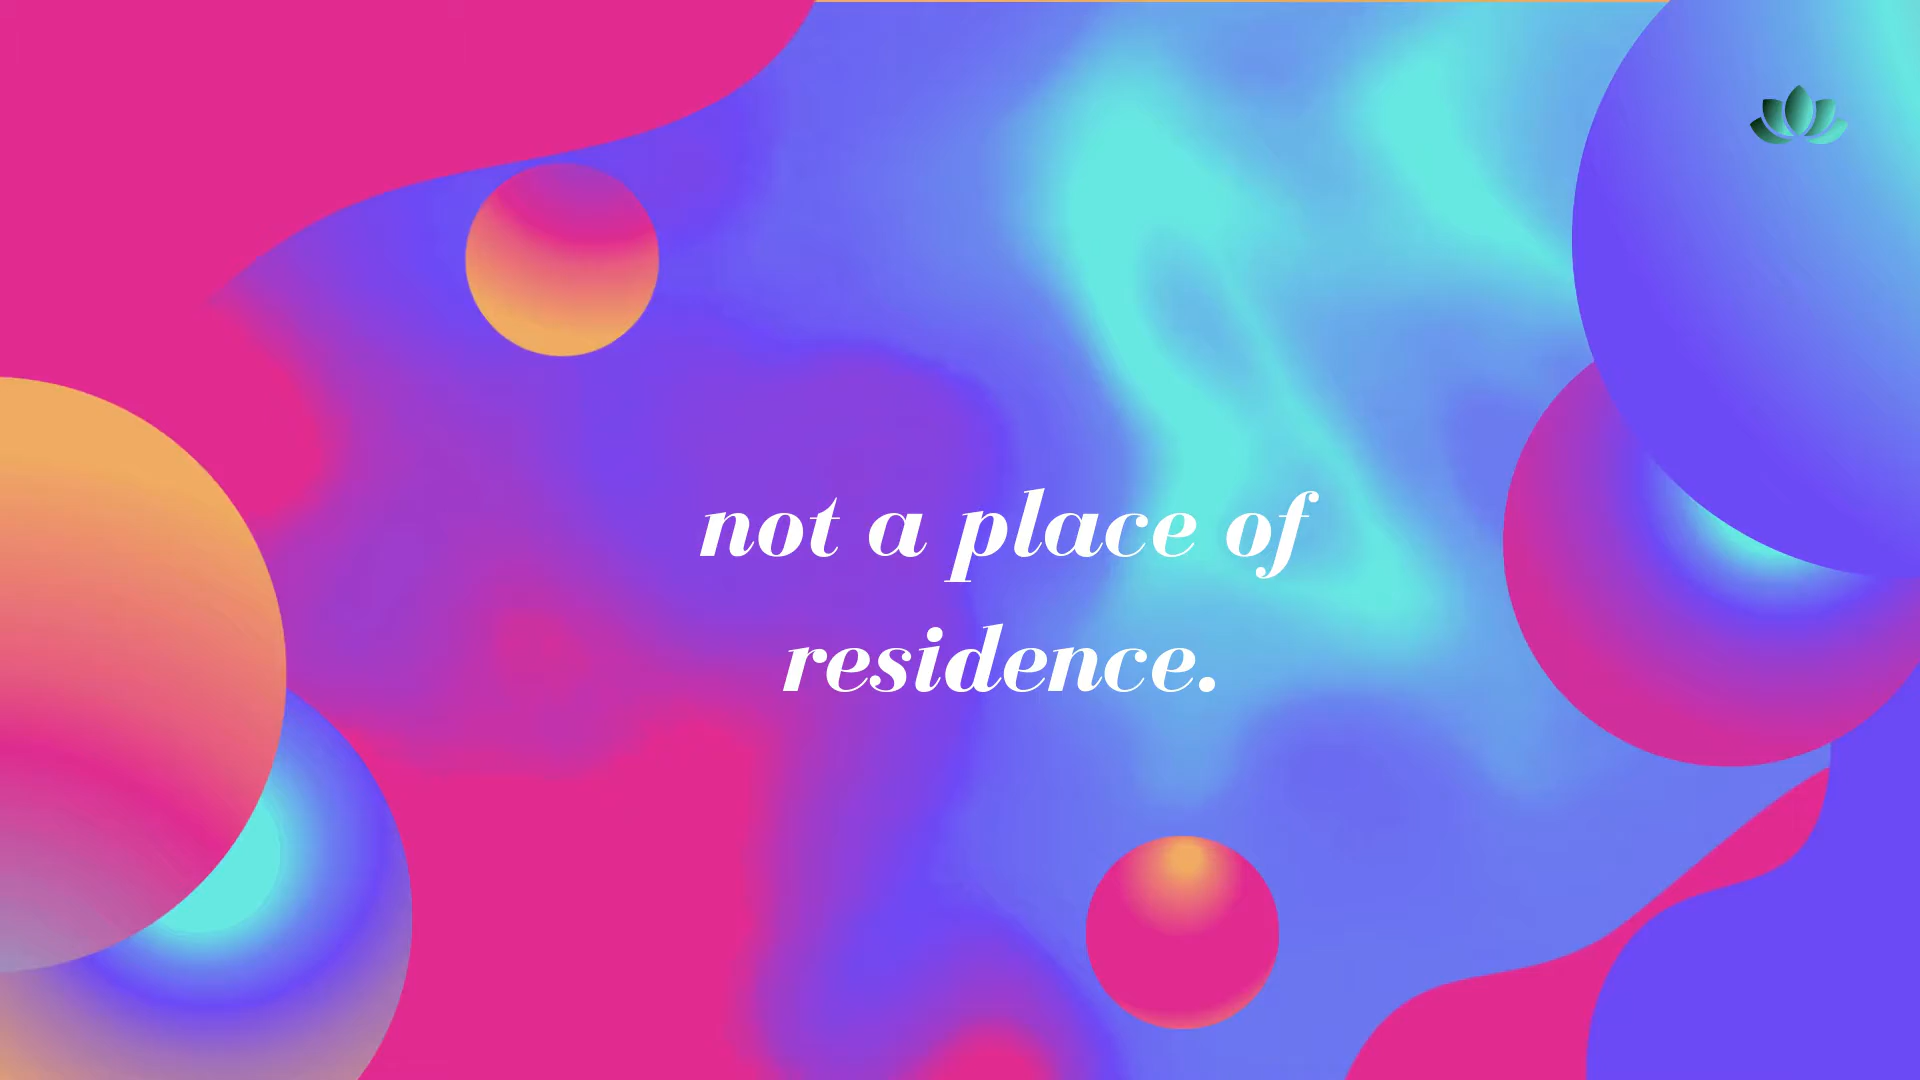 not a place of
residence.